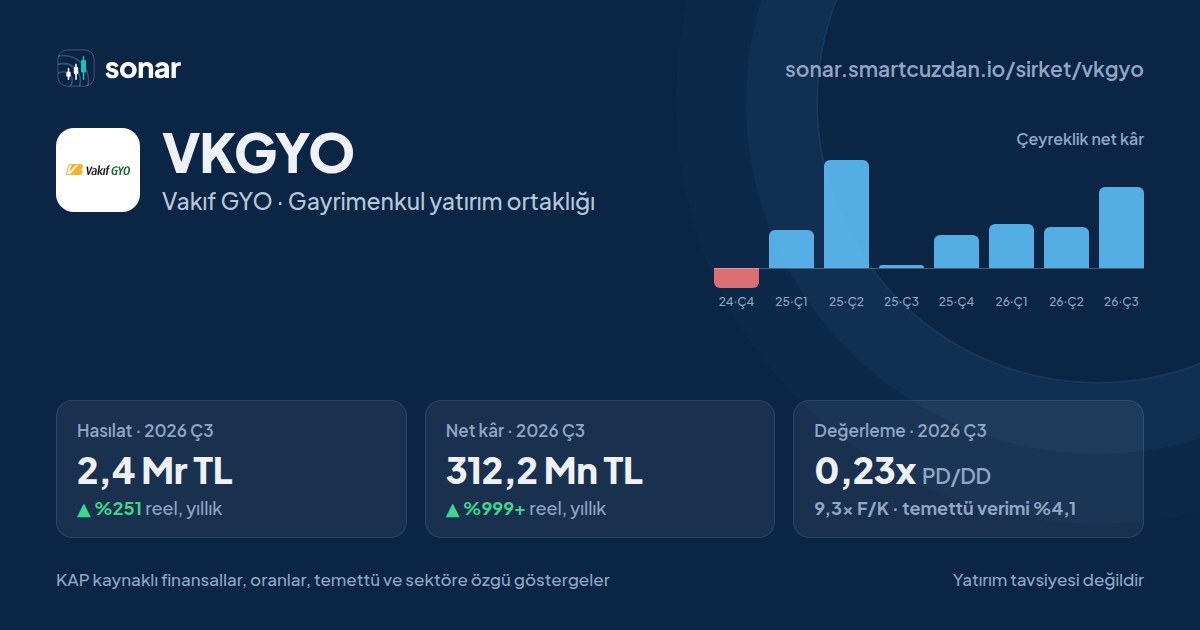 sonar
sonar.smartcuzdan.io/sirket/vkgyo
Vakıf GYO
VKGYO
Vakıf GYO · Gayrimenkul yatırım ortaklığı
Çeyreklik net kâr
24·Ç4 25·Ç1 25·Ç2 25·Ç3 25·Ç4 26·Ç1 26·Ç2 26·Ç3
Hasılat · 2026 Ç3
2,4 Mr TL
▲ %251 reel, yıllık
Net kâr · 2026 Ç3
312,2 Mn TL
▲ %999+ reel, yıllık
Değerleme · 2026 Ç3
0,23x PD/DD
9,3× F/K · temettü verimi %4,1
KAP kaynaklı finansallar, oranlar, temettü ve sektöre özgü göstergeler
Yatırım tavsiyesi değildir